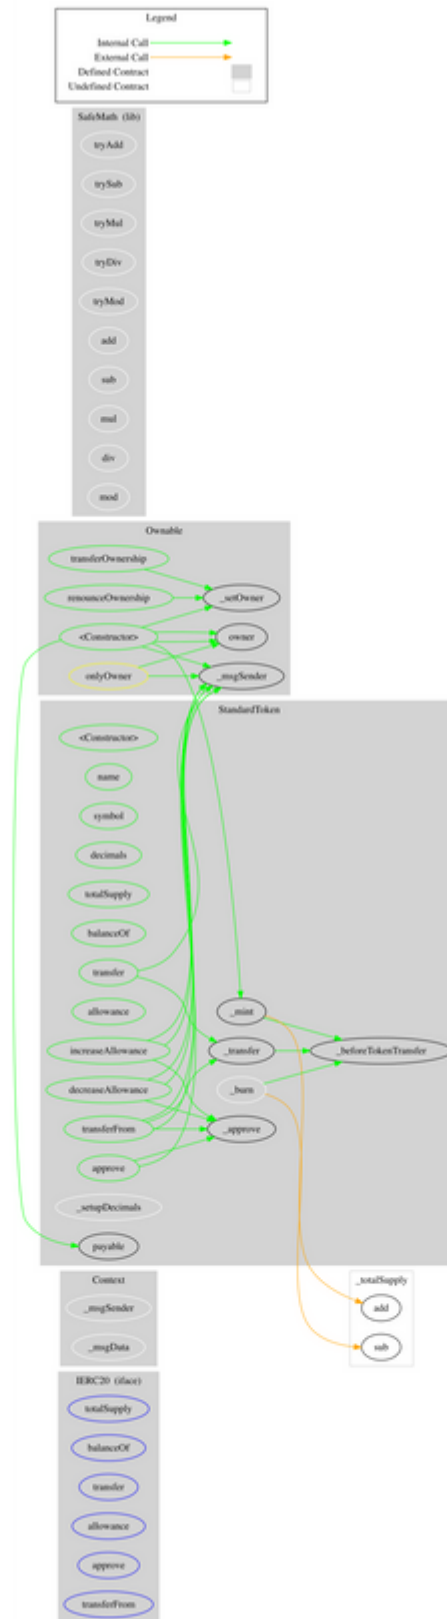 Legend
Internal Call
External Call
Defined Contract
Undefined Contract
SafeMath (lib)
tryAdd
trySub
tryMul
tryDiv
tryMod
add
sub
mul
div
mod
Ownable
transferOwnership
renounceOwnership
_setOwner
<Constructor>
owner
onlyOwner
_msgSender
StandardToken
<Constructor>
name
symbol
decimals
totalSupply
balanceOf
transfer
allowance
_mint
increaseAllowance
_transfer
_beforeTokenTransfer
decreaseAllowance
_burn
transferFrom
_approve
approve
_setupDecimals
payable
Context
_totalSupply
_msgSender
add
_msgData
sub
IERC20 (iface)
totalSupply
balanceOf
transfer
allowance
approve
transferFrom